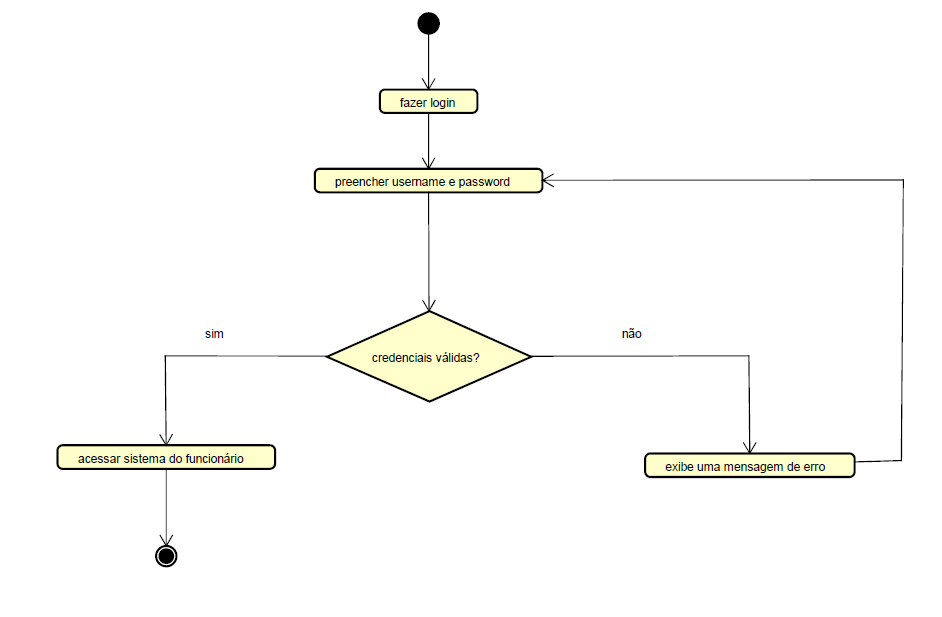 fazer login
preencher username e password
sim
não
credenciais válidas?
acessar sistema do funcionário
exibe uma mensagem de erro